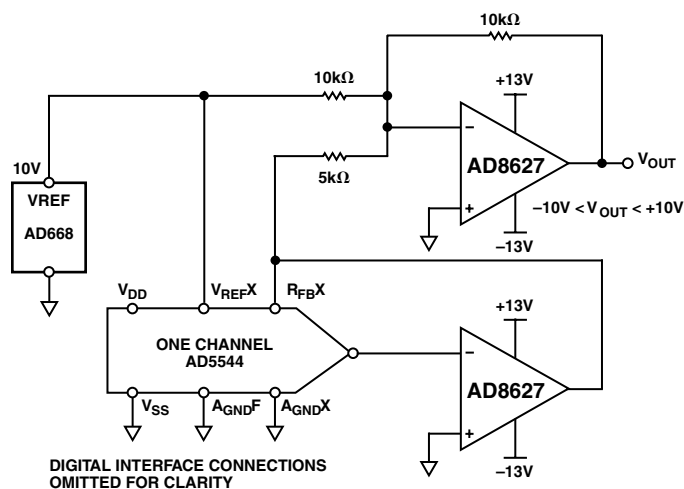 10kΩ
10kΩ
+13V
10V
VREF
AD668
5kΩ
−
+
AD8627
VOUT
−10V < VOUT < +10V
−13V
VDD
VREFX
RFBX
ONE CHANNEL
AD5544
+13V
−
+
AD8627
−13V
VSS
AGNDF
AGNDX
DIGITAL INTERFACE CONNECTIONS
OMITTED FOR CLARITY